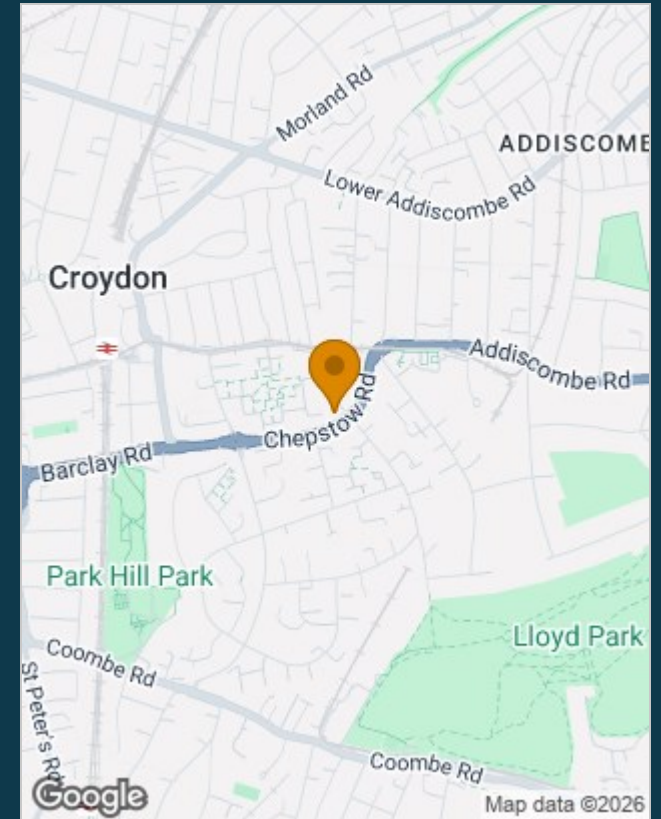 Morland Rd
ADDISCOMBE
Lower Addiscombe Rd
Croydon
Addiscombe Rd
Chepstow Rd
Barclay Rd
Park Hill Park
Lloyd Park
Coombe Rd
St Peter's Rd
Coombe Rd
Google
Map data ©2026